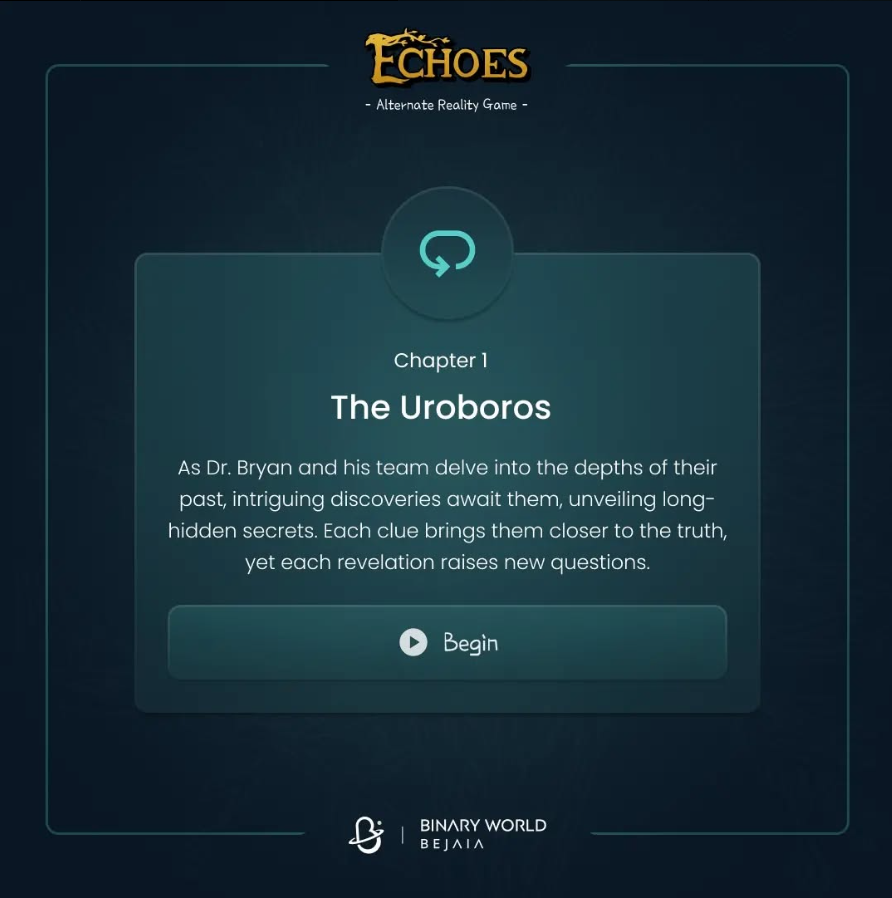 ECHOES
- Alternate Reality Game -
Chapter 1
The Uroboros
As Dr. Bryan and his team delve into the depths of their
past, intriguing discoveries await them, unveiling long-
hidden secrets. Each clue brings them closer to the truth,
yet each revelation raises new questions.
Begin
BINARY WORLD
BEJAIA